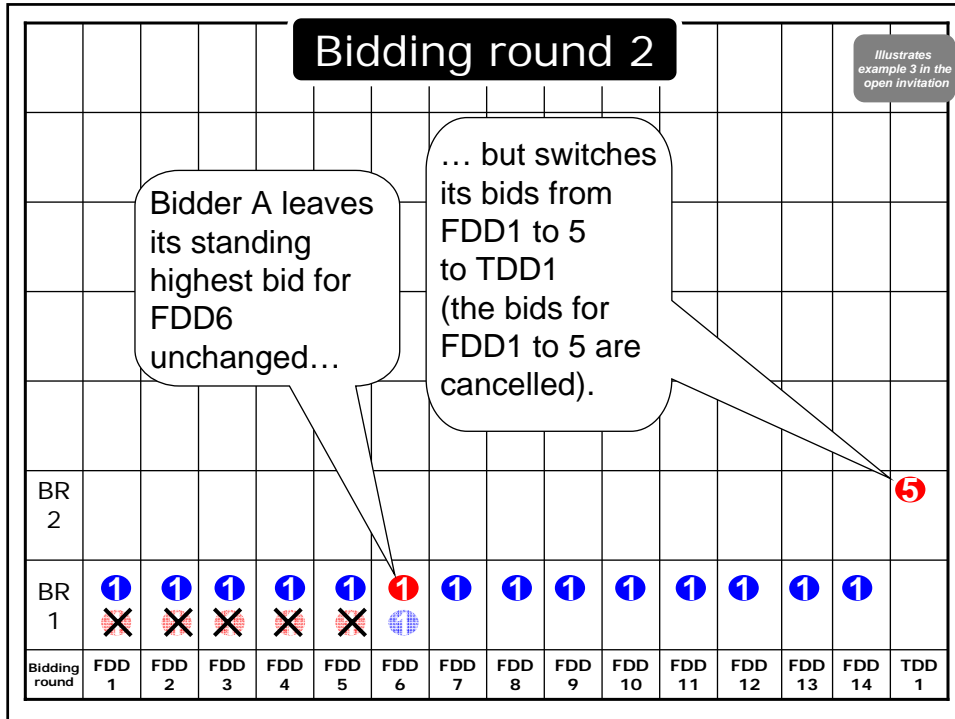 Bidding round 2
Illustrates
example 3 in the
open invitation
Bidder A leaves
its standing
highest bid for
FDD6
unchanged…
… but switches
its bids from
FDD1 to 5
to TDD1
(the bids for
FDD1 to 5 are
cancelled).
BR
2
5
BR
1
1 1 1 1 1 1 1 1 1 1 1 1 1 1
1
Bidding
round
FDD
1
FDD
2
FDD
3
FDD
4
FDD
5
FDD
6
FDD
7
FDD
8
FDD
9
FDD
10
FDD
11
FDD
12
FDD
13
FDD
14
TDD
1